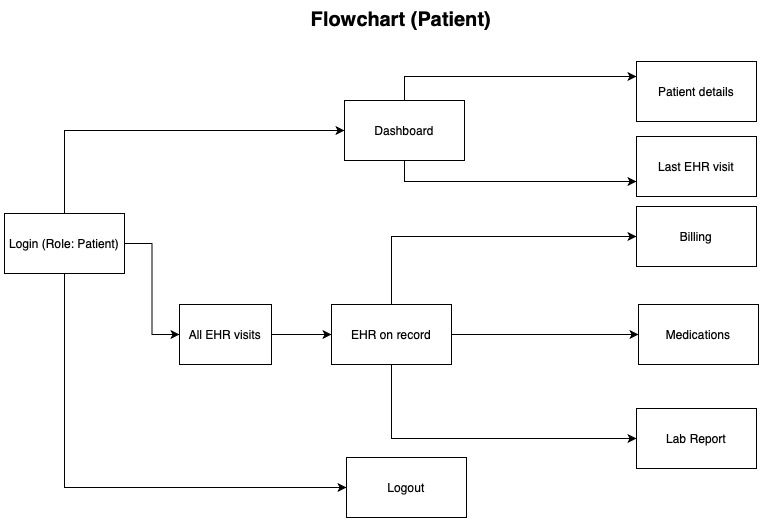 Flowchart (Patient)
Patient details
Dashboard
Last EHR visit
Billing
Login (Role: Patient)
All EHR visits
EHR on record
Medications
Lab Report
Logout